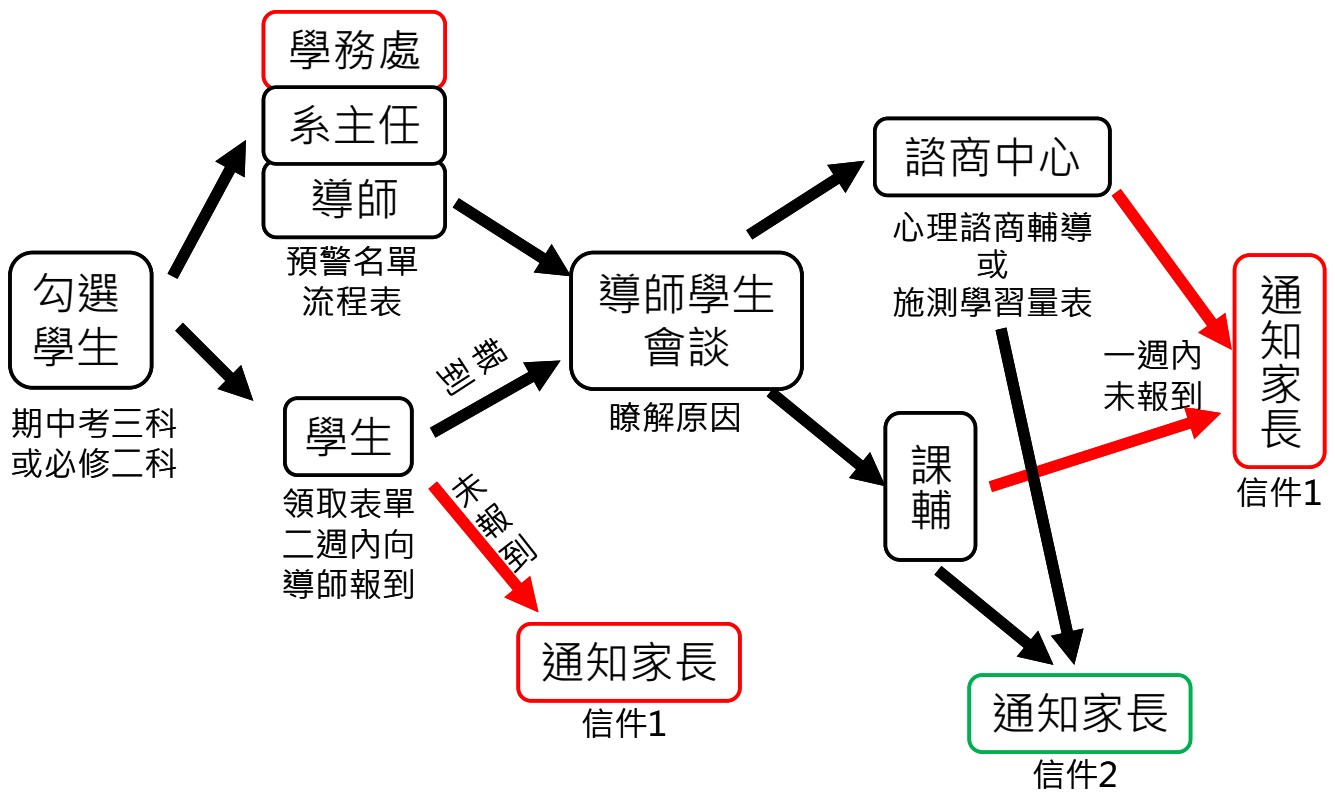 學務處
系主任
導師
預警名單
流程表
勾選
學生
期中考三科
或必修二科
學生
領取表單
二週內向
導師報到
報到
未報到
通知家長
信件1
導師學生
會談
瞭解原因
諮商中心
心理諮商輔導
或
施測學習量表
課輔
一週內
未報到
通知家長
信件1
通知家長
信件2